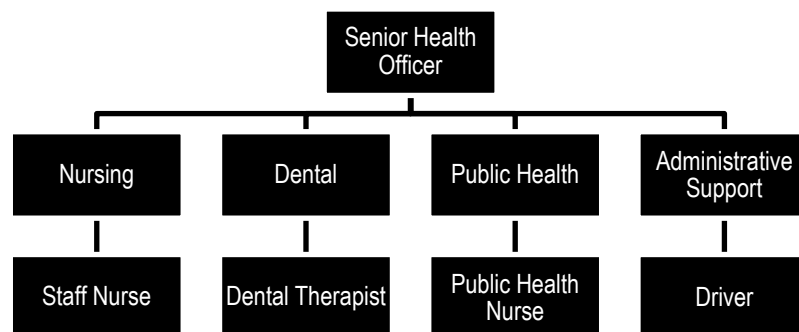 Senior Health
Officer
Nursing
Dental
Public Health
Administrative
Support
Staff Nurse
Dental Therapist
Public Health
Nurse
Driver